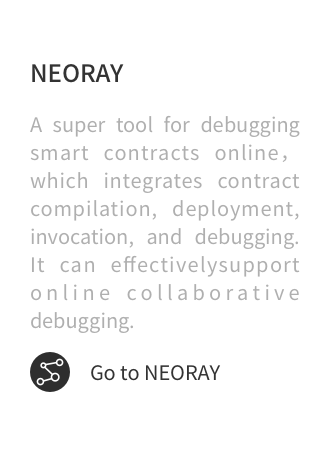 NEORAY
A super tool for debugging
smart contracts online，
which integrates contract
compilation, deployment,
invocation, and debugging.
It can effectivelysupport
online collaborative
debugging.
Go to NEORAY